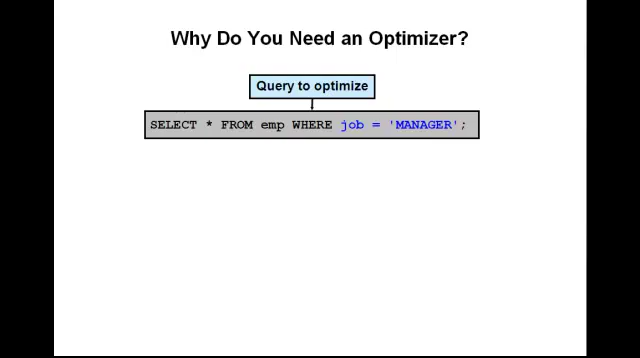 Why Do You Need an Optimizer?
Query to optimize
SELECT * FROM emp WHERE job = 'MANAGER';